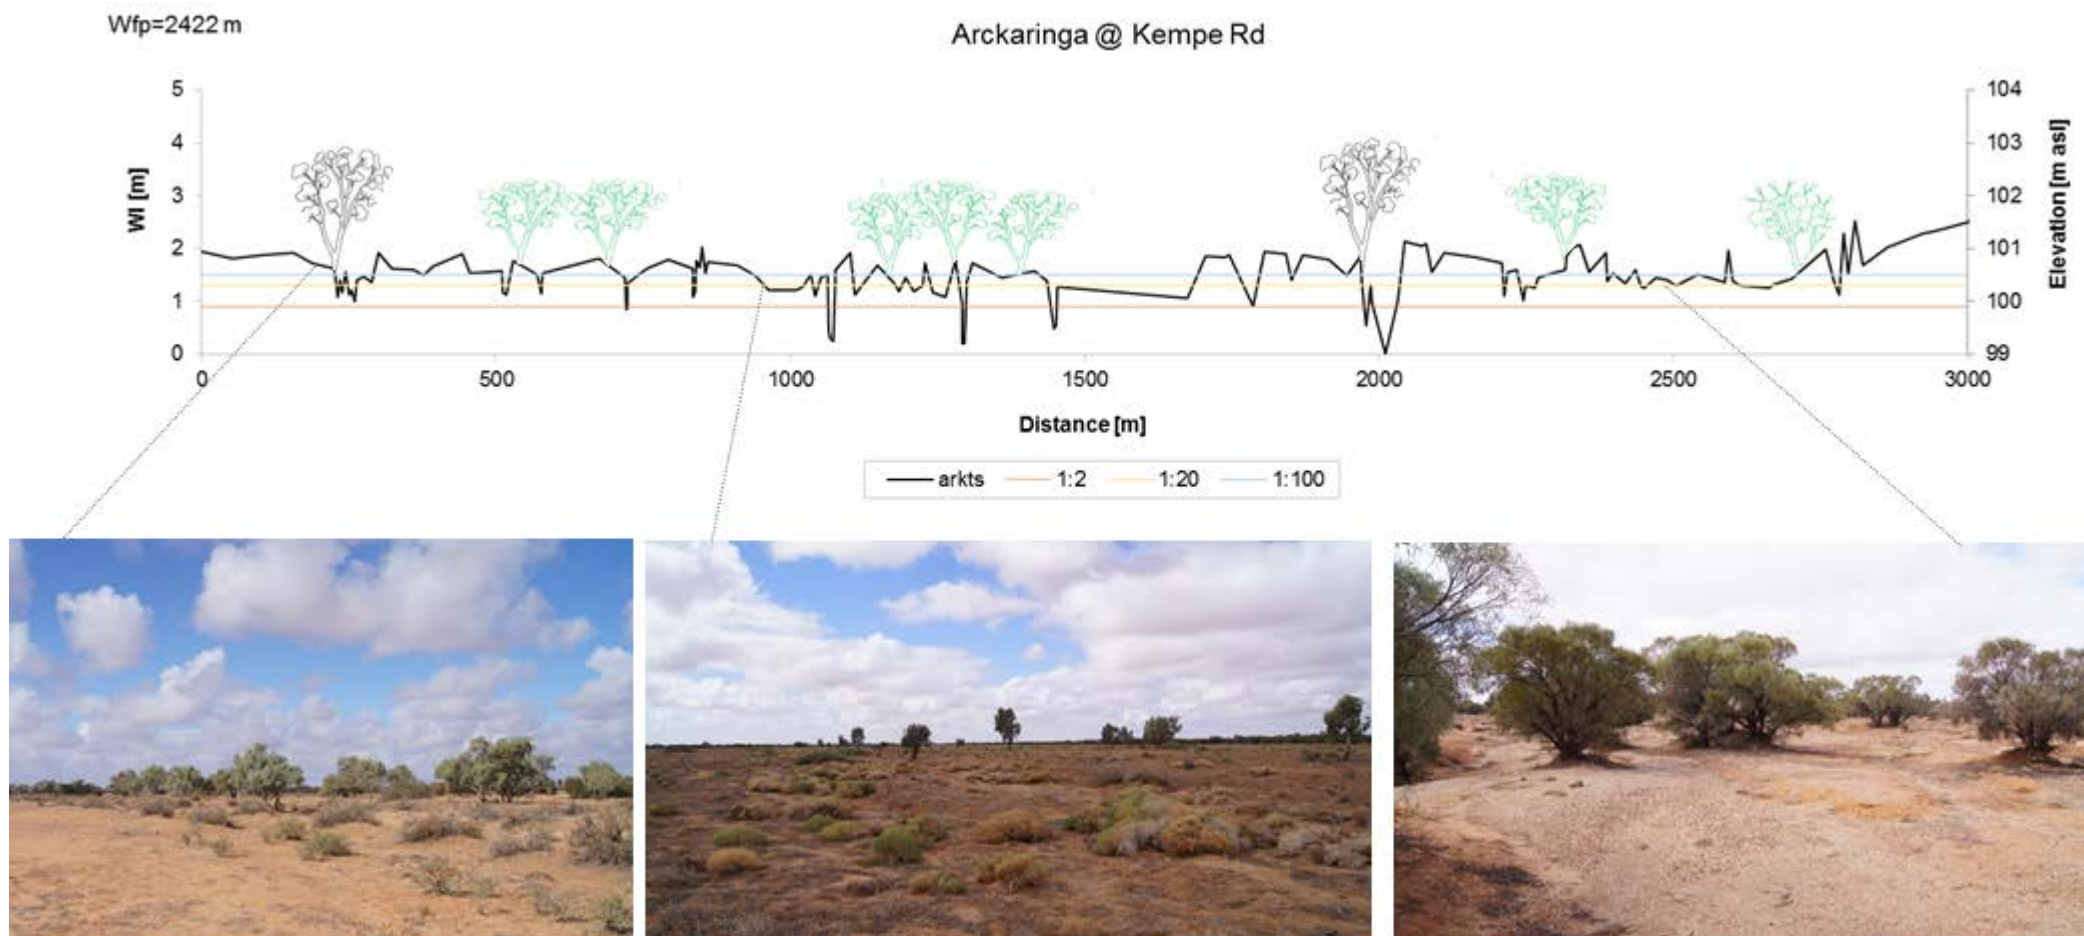 Wfp=2422 m
Arckaringa @ Kempe Rd
5
4
3
2
1
0
Wl [m]
104
103
102
101
100
99
Elevation [m asl]
0 500 1000 1500 2000 2500 3000
Distance [m]
arkts 1:2 1:20 1:100